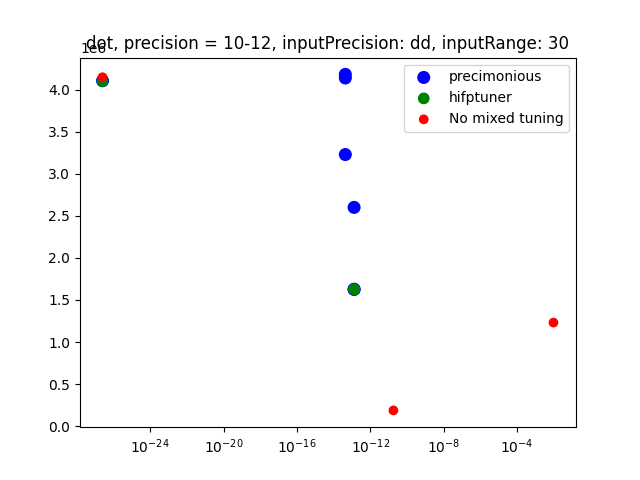 dot, precision = 10-12, inputPrecision: dd, inputRange: 30
1e6
precimonious
hifptuner
No mixed tuning
4.0
3.5
3.0
2.5
2.0
1.5
1.0
0.5
0.0
10⁻²⁴ 10⁻²⁰ 10⁻¹⁶ 10⁻¹² 10⁻⁸ 10⁻⁴